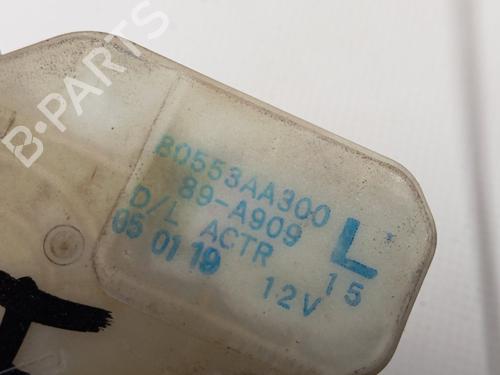 B-PARTS
80553AA300
89-A909
D/L ACTR
05 01 19
12V
L
15